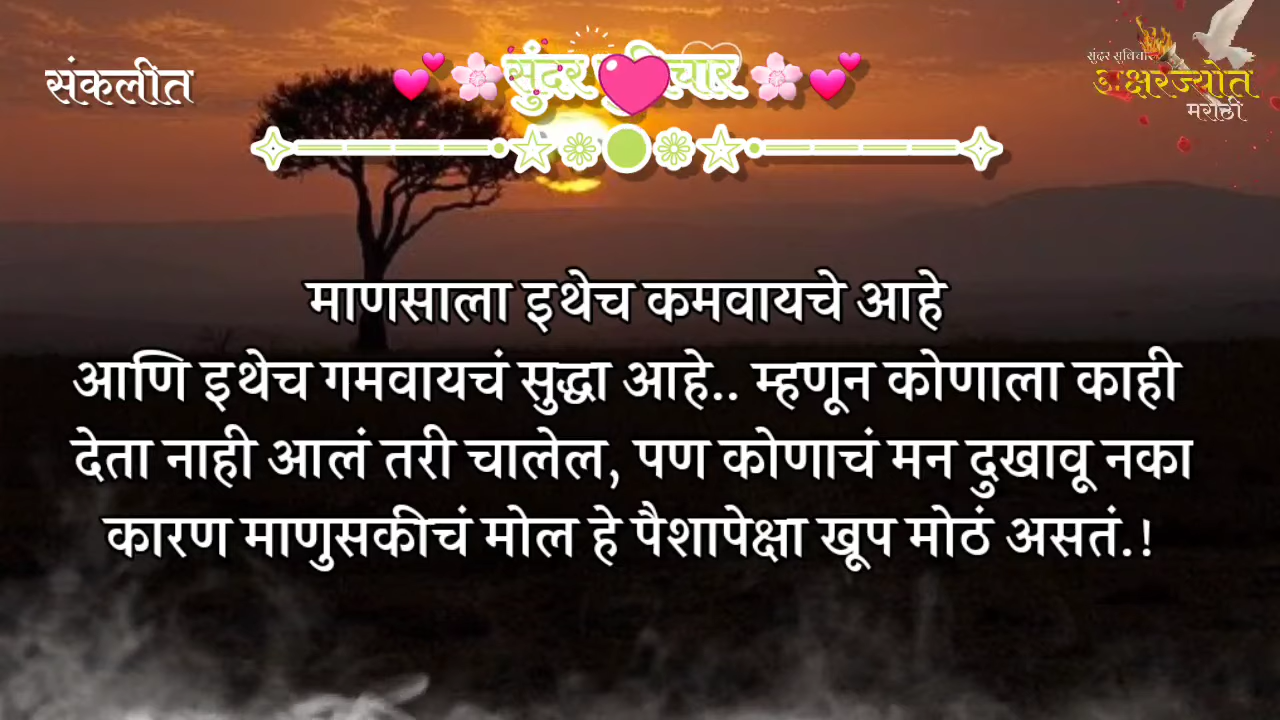 संकलीत
सुंदर
सुंदर सुविचार
अक्षरज्योत
मराठी
माणसाला इथेच कमवायचे आहे
आणि इथेच गमवायचं सुद्धा आहे.. म्हणून कोणाला काही
देता नाही आलं तरी चालेल, पण कोणाचं मन दुखावू नका
कारण माणुसकीचं मोल हे पैशापेक्षा खूप मोठं असतं.!